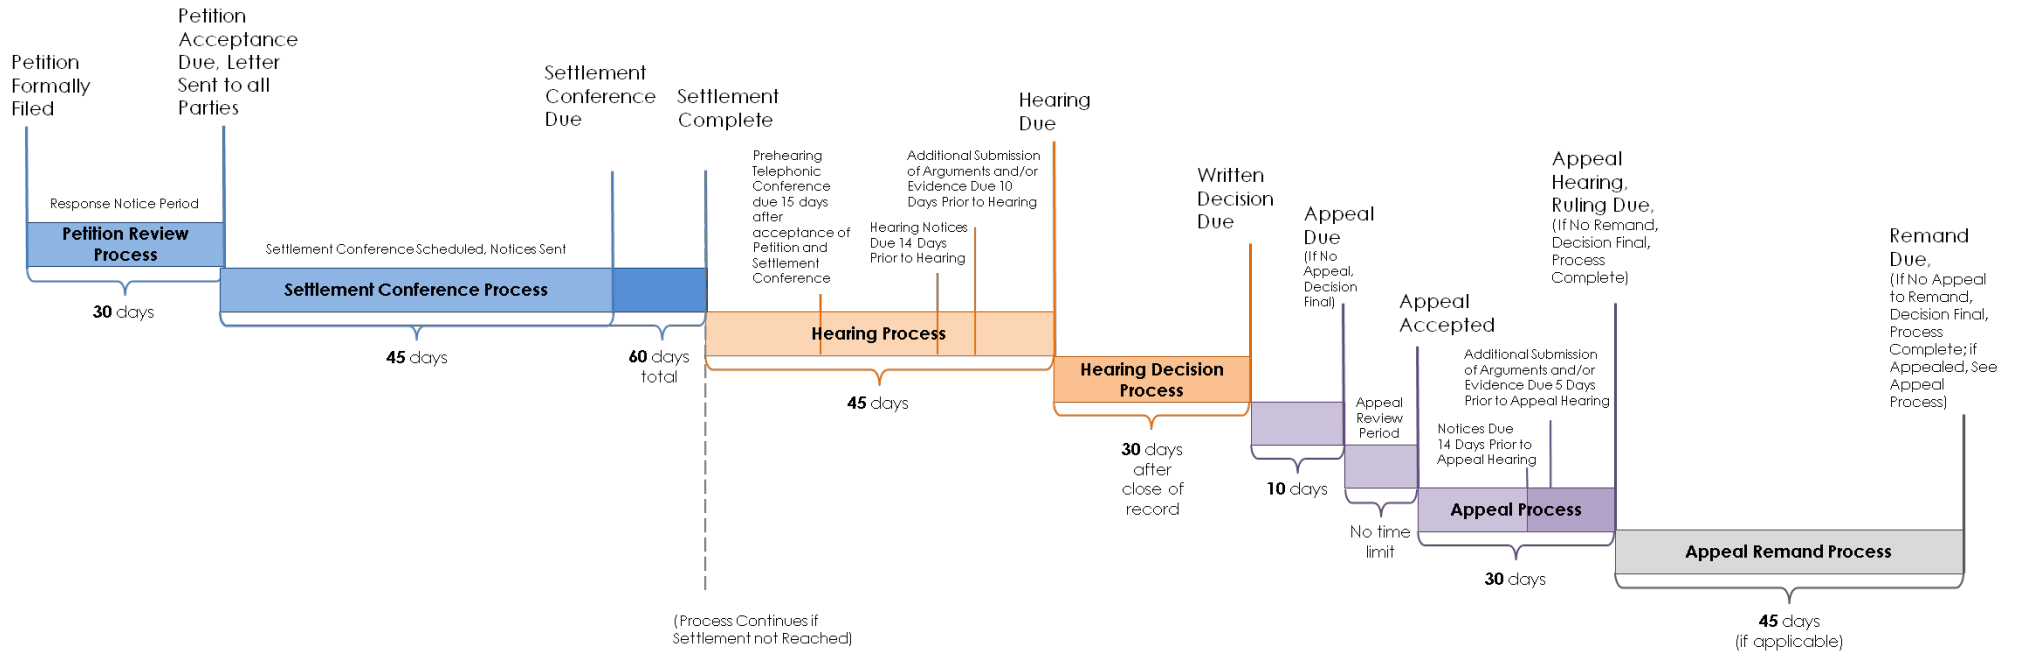 Petition
Formally
Filed
Petition
Acceptance
Due, Letter
Sent to all
Parties
Response Notice Period
Petition Review
Process
30 days
Settlement Conference Scheduled, Notices Sent
Settlement Conference Process
45 days
Settlement
Conference
Due
Settlement
Complete
60 days
total
(Process Continues if
Settlement not Reached)
Prehearing
Telephonic
Conference
due 15 days
after
acceptance of
Petition and
Settlement
Conference
Hearing Notices
Due 14 Days
Prior to Hearing
Additional Submission
of Arguments and/or
Evidence Due 10
Days Prior to Hearing
Hearing Process
45 days
Hearing
Due
Hearing Decision
Process
30 days
after
close of
record
Written
Decision
Due
10 days
Appeal
Due
(If No
Appeal,
Decision
Final)
Appeal
Review
Period
No time
limit
Appeal
Accepted
Additional Submission
of Arguments and/or
Evidence Due 5 Days
Prior to Appeal Hearing
Notices Due
14 Days Prior to
Appeal Hearing
Appeal Process
30 days
Appeal
Hearing,
Ruling Due,
(If No Remand,
Decision Final,
Process
Complete)
Appeal Remand Process
45 days
(if applicable)
Remand
Due,
(If No Appeal
to Remand,
Decision Final,
Process
Complete; if
Appealed, See
Appeal
Process)